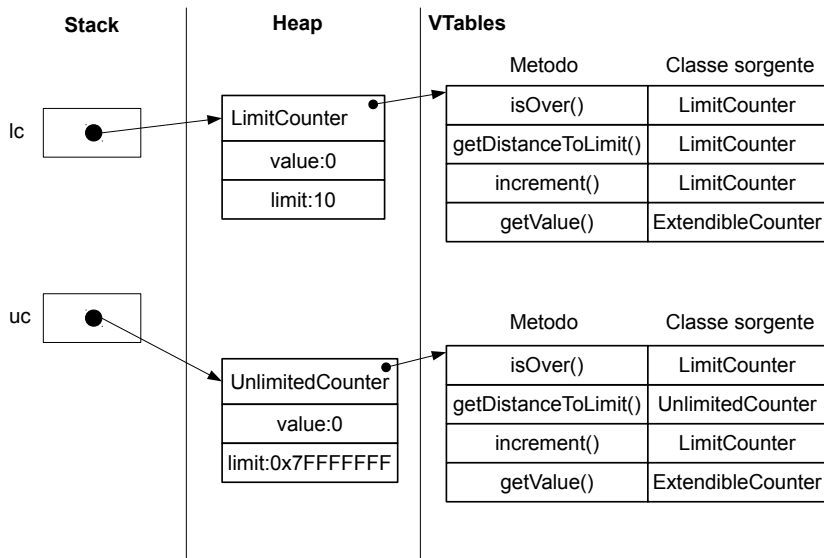 Stack Heap VTables
Metodo Classe sorgente
lc
LimitCounter
value:0
limit:10
isOver() LimitCounter
getDistanceToLimit() LimitCounter
increment() LimitCounter
getValue() ExtendibleCounter
uc
UnlimitedCounter
value:0
limit:0x7FFFFFFF
Metodo Classe sorgente
isOver() LimitCounter
getDistanceToLimit() UnlimitedCounter
increment() LimitCounter
getValue() ExtendibleCounter